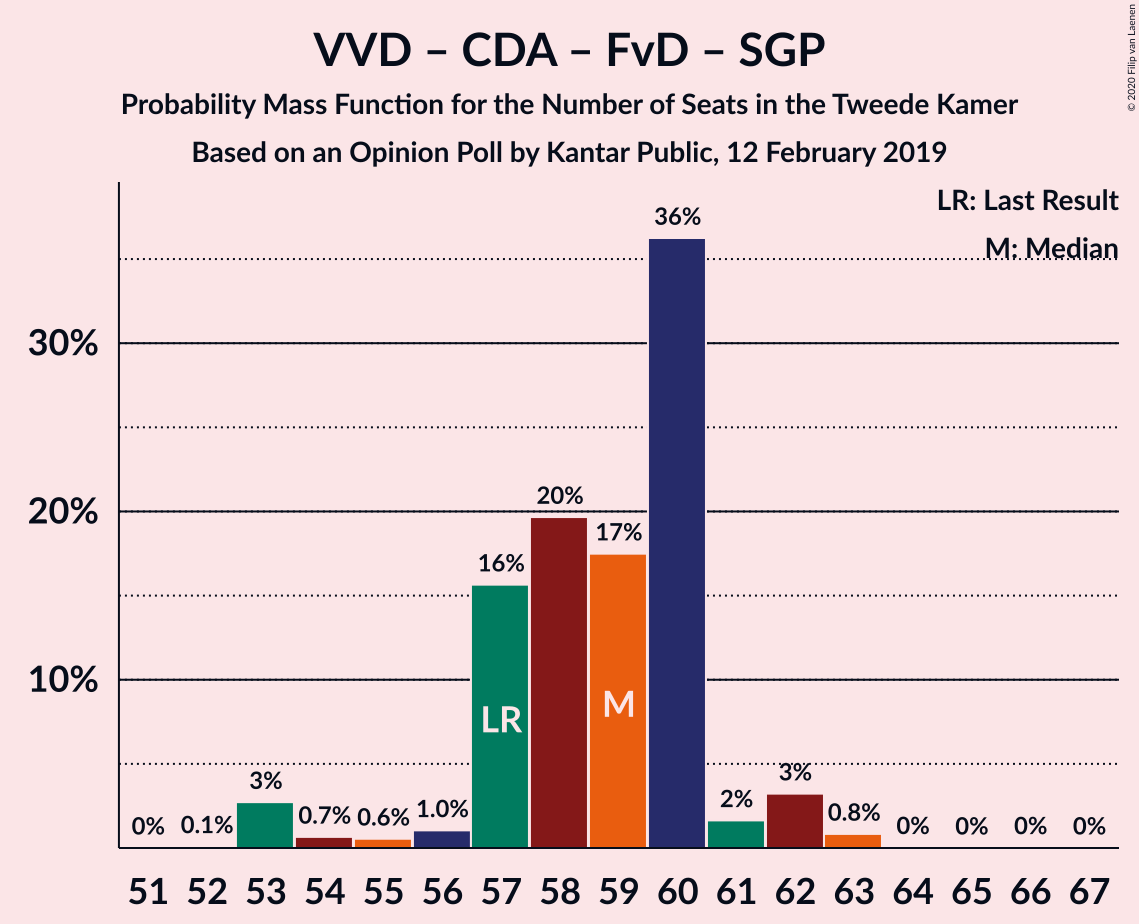 VVD – CDA – FvD – SGP
Probability Mass Function for the Number of Seats in the Tweede Kamer
Based on an Opinion Poll by Kantar Public, 12 February 2019
© 2020 Filip van Laenen
LR: Last Result
M: Median
30%
20%
10%
0% 0.1% 3% 0.7% 0.6% 1.0% 16% 20% 17% 36% 2% 3% 0.8% 0% 0% 0% 0%
LR M
51 52 53 54 55 56 57 58 59 60 61 62 63 64 65 66 67